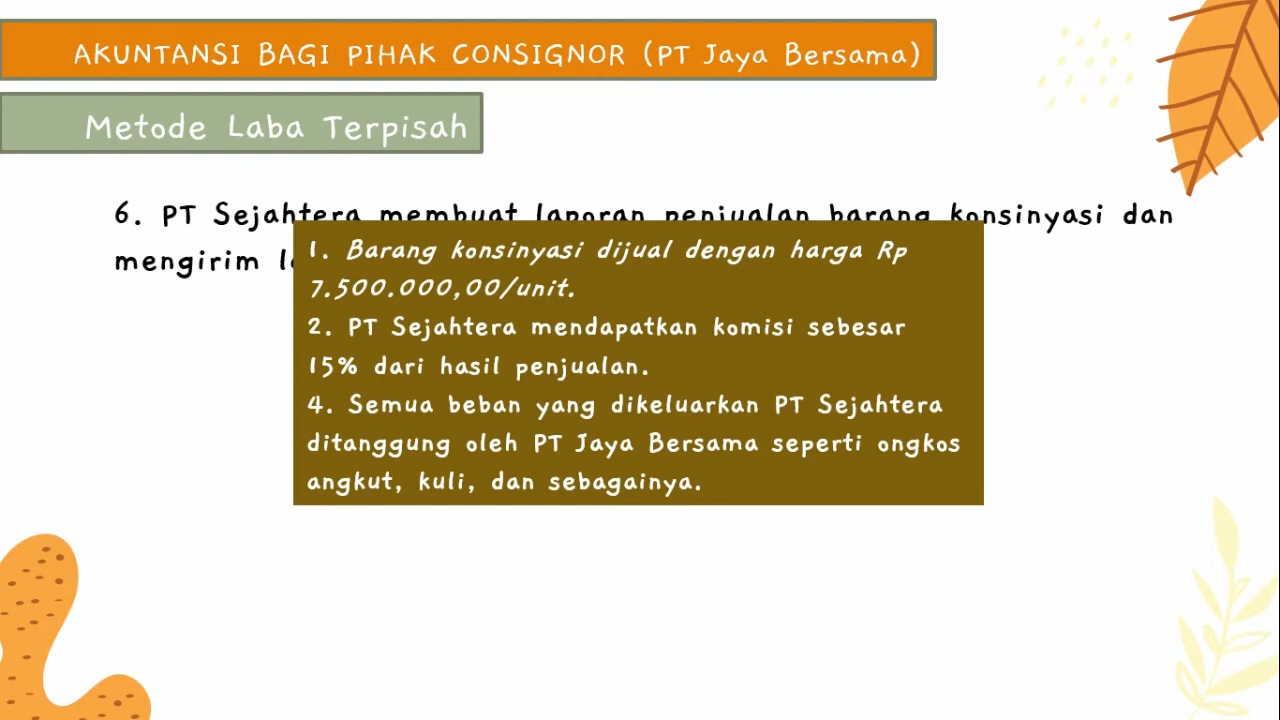 AKUNTANSI BAGI PIHAK CONSIGNOR (PT Jaya Bersama)
Metode Laba Terpisah
6. PT Sejahtera membuat laporan penjualan barang konsinyasi dan
mengirim
1. Barang konsinyasi dijual dengan harga Rp
7.500.000,00/unit.
2. PT Sejahtera mendapatkan komisi sebesar
15% dari hasil penjualan.
4. Semua beban yang dikeluarkan PT Sejahtera
ditanggung oleh PT Jaya Bersama seperti ongkos
angkut, kuli, dan sebagainya.